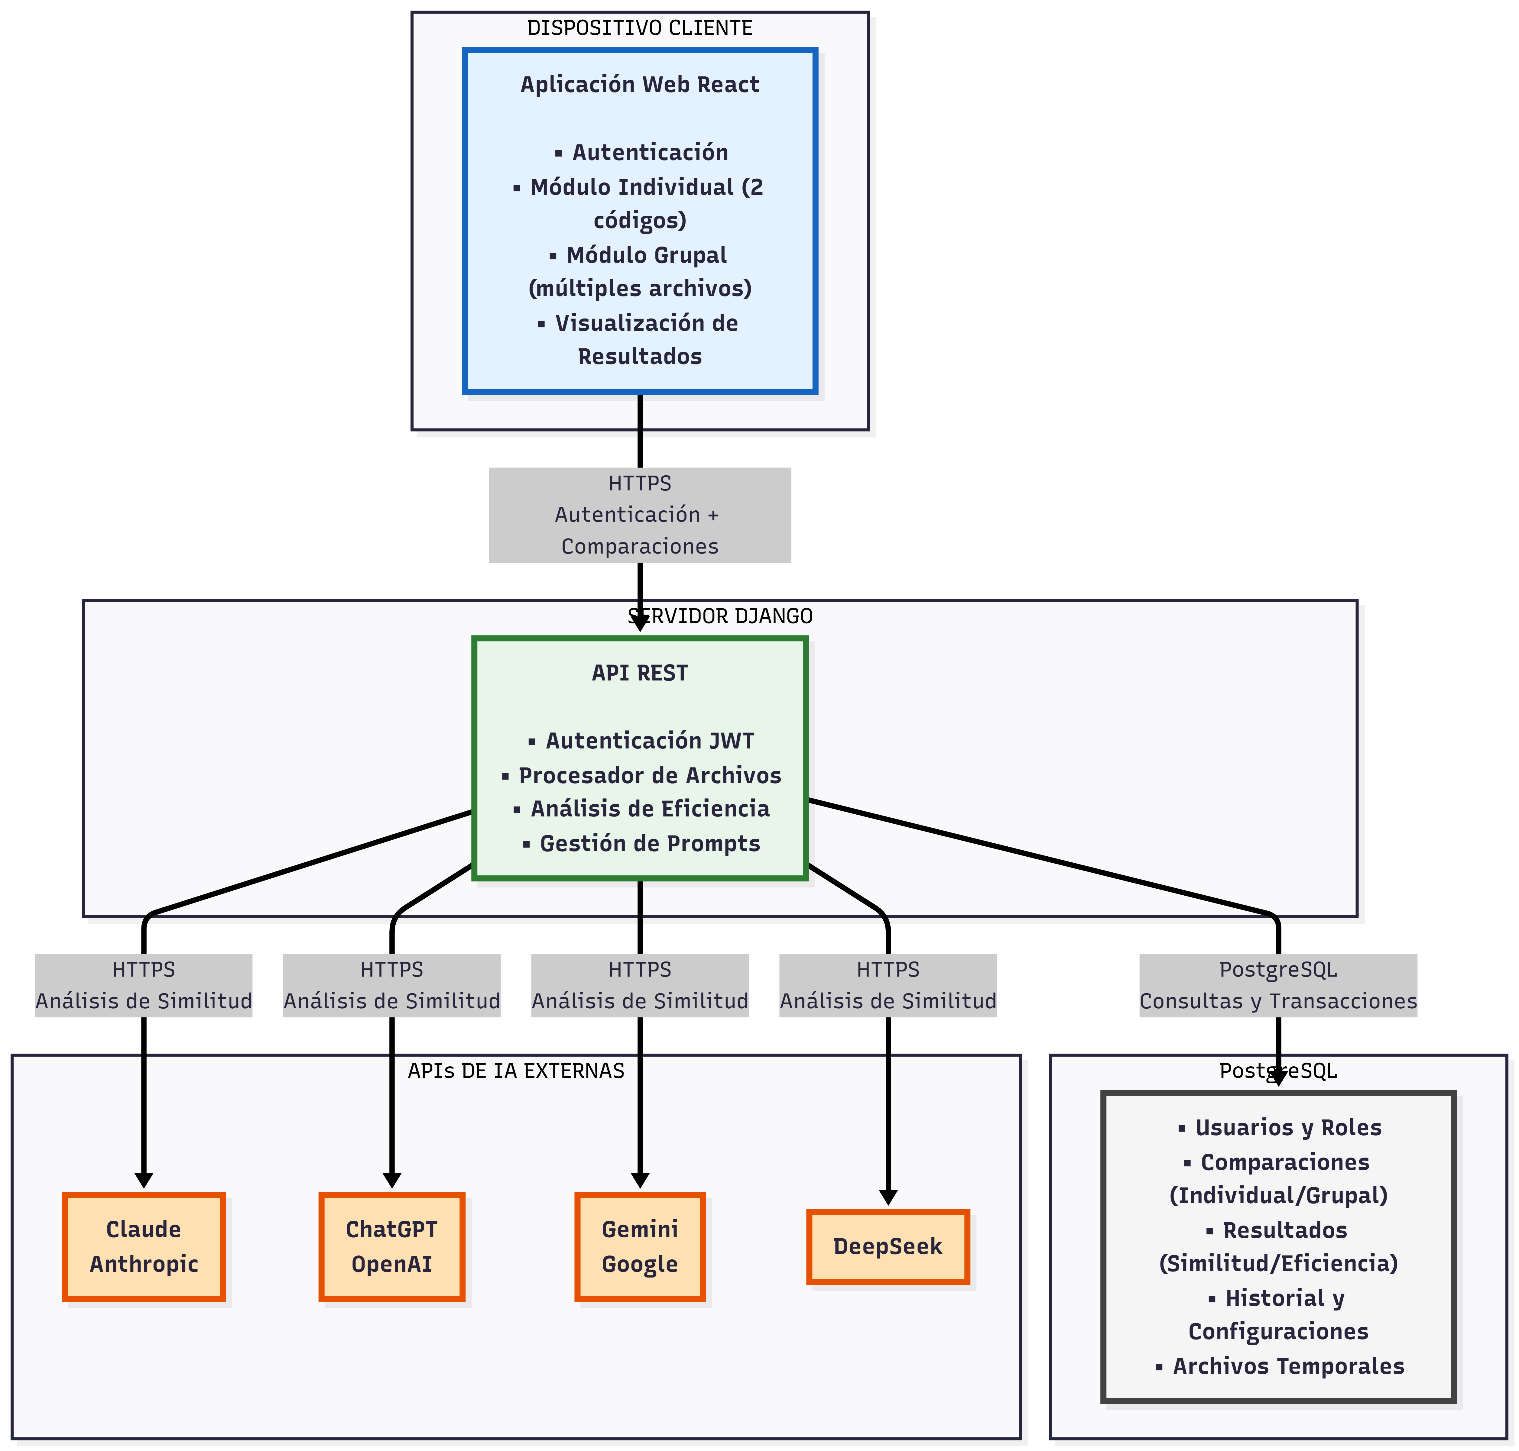 DISPOSITIVO CLIENTE
Aplicación Web React
▪ Autenticación
▪ Módulo Individual (2
códigos)
▪ Módulo Grupal
(múltiples archivos)
▪ Visualización de
Resultados
HTTPS
Autenticación +
Comparaciones
SERVIDOR DJANGO
API REST
▪ Autenticación JWT
▪ Procesador de Archivos
▪ Análisis de Eficiencia
▪ Gestión de Prompts
HTTPS
Análisis de Similitud
HTTPS
Análisis de Similitud
HTTPS
Análisis de Similitud
HTTPS
Análisis de Similitud
PostgreSQL
Consultas y Transacciones
APIs DE IA EXTERNAS
Claude
Anthropic
ChatGPT
OpenAI
Gemini
Google
DeepSeek
PostgreSQL
▪ Usuarios y Roles
▪ Comparaciones
(Individual/Grupal)
▪ Resultados
(Similitud/Eficiencia)
▪ Historial y
Configuraciones
▪ Archivos Temporales